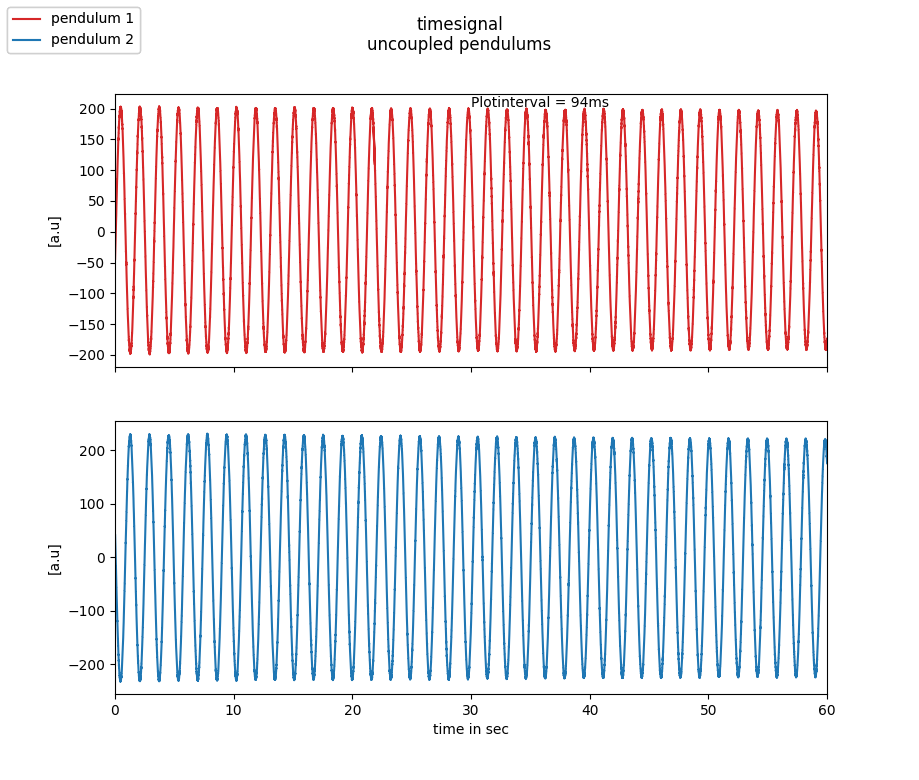 pendulum 1
pendulum 2
timesignal
uncoupled pendulums
Plotinterval = 94ms
200
150
100
50
0
−50
−100
−150
−200
[a.u]
200
100
0
−100
−200
[a.u]
0 10 20 30 40 50 60
time in sec